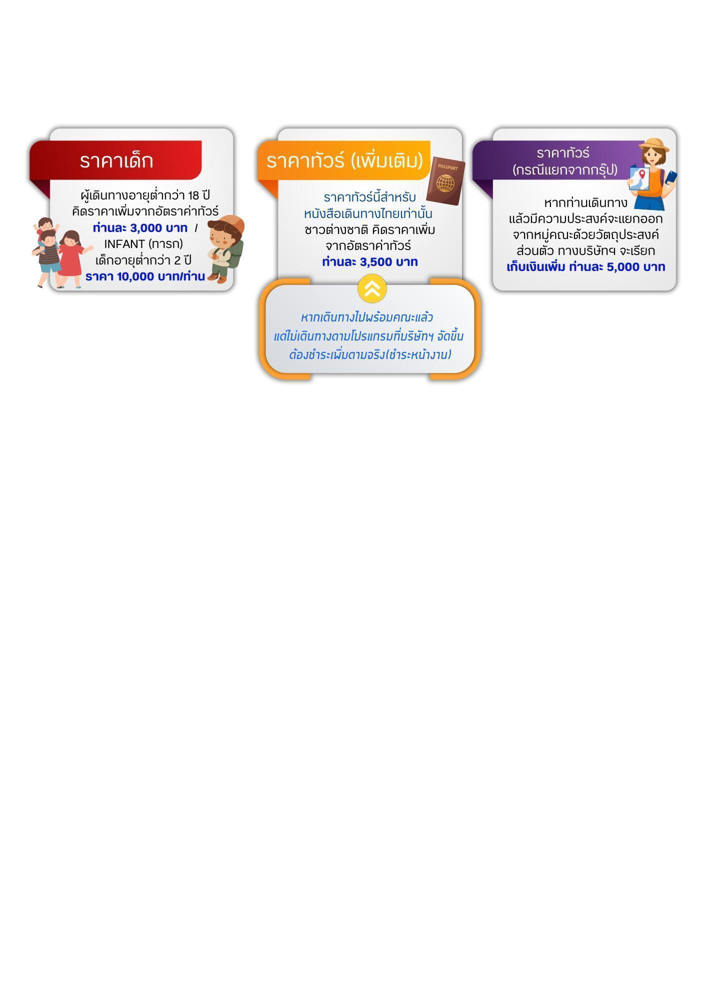 ราคาเด็ก
ผู้เดินทางอายุต่ำกว่า 18 ปี
คิดราคาเพิ่มจากอัตราค่าทัวร์
ท่านละ 3,000 บาท /
INFANT (ทารก)
เด็กอายุต่ำกว่า 2 ปี
ราคา 10,000 บาท/ท่าน
ราคาทัวร์ (เพิ่มเติม)
PASSPORT
ราคาทัวร์นี้สำหรับ
หนังสือเดินทางไทยเท่านั้น
ชาวต่างชาติ คิดราคาเพิ่ม
จากอัตราค่าทัวร์
ท่านละ 3,500 บาท
หากเดินทางไปพร้อมคณะแล้ว
แต่ไม่เดินทางตามโปรแกรมที่บริษัทฯ จัดขึ้น
ต้องชำระเพิ่มตามจริง(ชำระหน้างาน)
ราคาทัวร์
(กรณีแยกจากกรุ๊ป)
หากท่านเดินทาง
แล้วมีความประสงค์จะแยกออก
จากหมู่คณะด้วยวัตถุประสงค์
ส่วนตัว ทางบริษัทฯ จะเรียก
เก็บเงินเพิ่ม ท่านละ 5,000 บาท